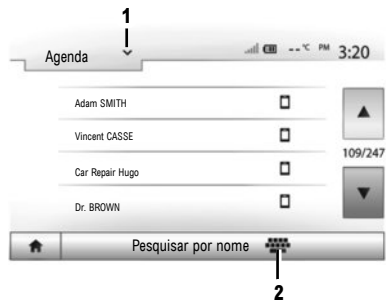 1
Agenda --°C PM 3:20
Adam SMITH
Vincent CASSE
109/247
Car Repair Hugo
Dr. BROWN
Pesquisar por nome
2